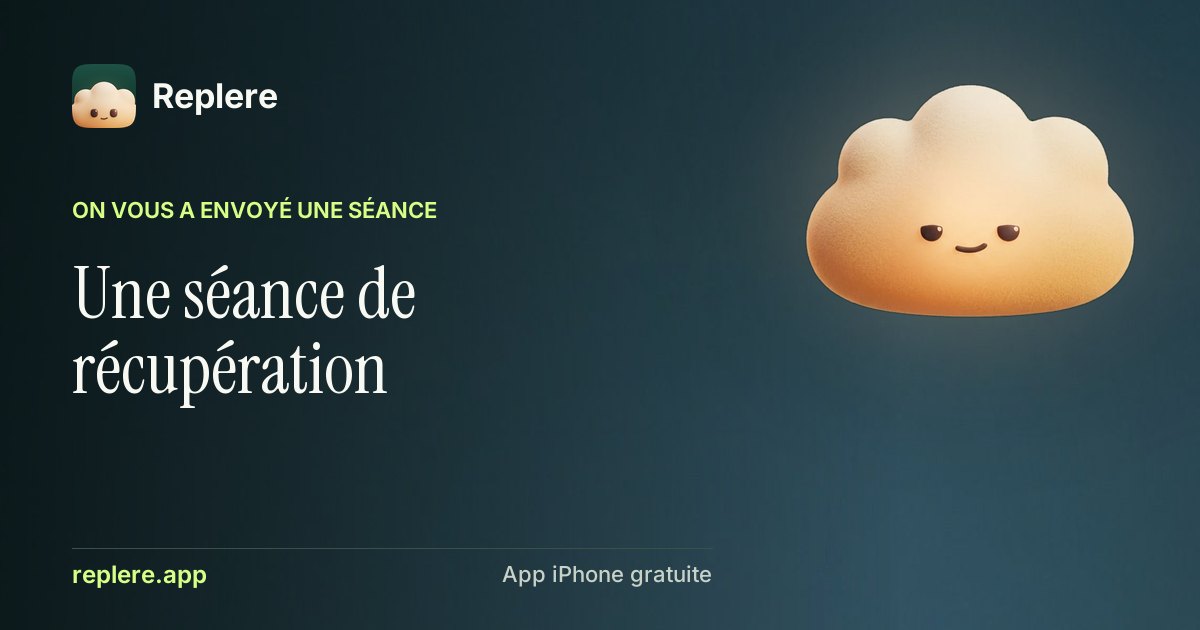 Replere
ON VOUS A ENVOYÉ UNE SÉANCE
Une séance de
récupération
replere.app
App iPhone gratuite